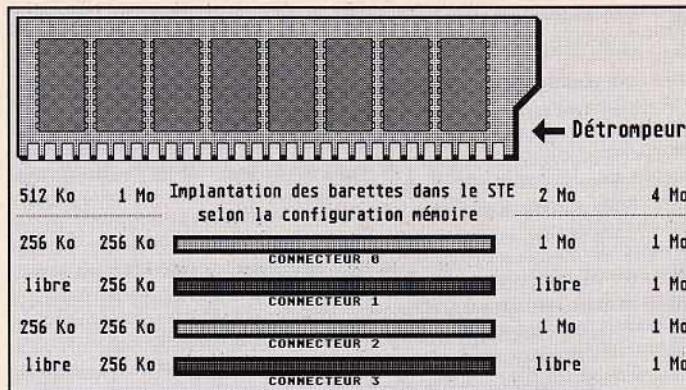 Détrompeur
512 Ko 1 Mo Implantation des barettes dans le STE 2 Mo 4 Mo
selon la configuration mémoire
256 Ko 256 Ko 1 Mo 1 Mo
CONNECTEUR 0
libre 256 Ko libre 1 Mo
CONNECTEUR 1
256 Ko 256 Ko 1 Mo 1 Mo
CONNECTEUR 2
libre 256 Ko libre 1 Mo
CONNECTEUR 3